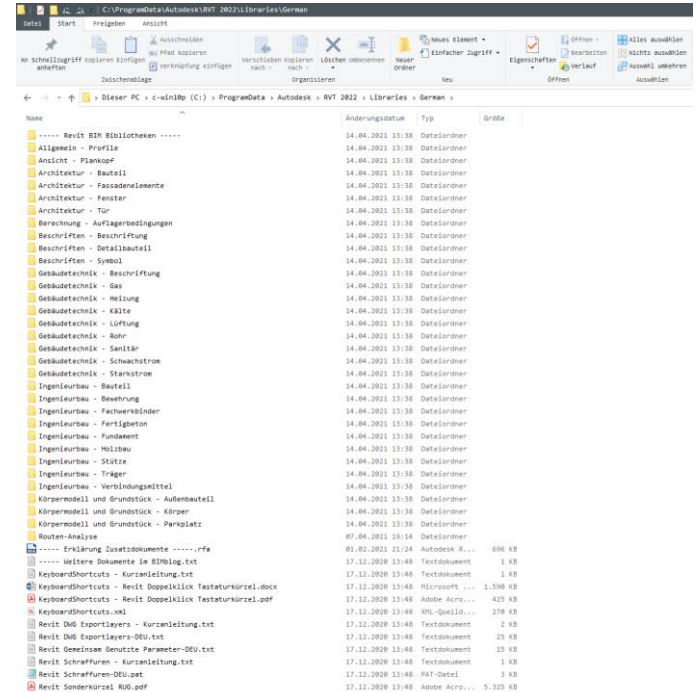 C:\ProgramData\Autodesk\RVT 2022\Libraries\German
Datei Start Freigeben Ansicht
An Schnellzugriff anheften
Kopieren Einfügen
Ausschneiden
Pfad kopieren
Verknüpfung einfügen
Verschieben nach
Kopieren nach
Löschen Umbenennen
Neuer Ordner
Neues Element
Einfacher Zugriff
Eigenschaften
Öffnen
Bearbeiten
Verlauf
Alles auswählen
Nichts auswählen
Auswahl umkehren
Zwischenablage Organisieren Neu Öffnen Auswählen
Dieser PC > c-win10p (C:) > ProgramData > Autodesk > RVT 2022 > Libraries > German >
Name Änderungsdatum Typ Größe
----- Revit BIM Bibliotheken ----- 14.04.2021 13:38 Dateiordner
Allgemein - Profile 14.04.2021 13:38 Dateiordner
Ansicht - Plankopf 14.04.2021 13:38 Dateiordner
Architektur - Bauteil 14.04.2021 13:38 Dateiordner
Architektur - Fassadenelemente 14.04.2021 13:38 Dateiordner
Architektur - Fenster 14.04.2021 13:38 Dateiordner
Architektur - Tür 14.04.2021 13:38 Dateiordner
Berechnung - Auflagerbedingungen 14.04.2021 13:38 Dateiordner
Beschriften - Beschriftung 14.04.2021 13:38 Dateiordner
Beschriften - Detailbauteil 14.04.2021 13:38 Dateiordner
Beschriften - Symbol 14.04.2021 13:38 Dateiordner
Gebäudetechnik - Beschriftung 14.04.2021 13:38 Dateiordner
Gebäudetechnik - Gas 14.04.2021 13:38 Dateiordner
Gebäudetechnik - Heizung 14.04.2021 13:38 Dateiordner
Gebäudetechnik - Kälte 14.04.2021 13:38 Dateiordner
Gebäudetechnik - Lüftung 14.04.2021 13:38 Dateiordner
Gebäudetechnik - Rohr 14.04.2021 13:38 Dateiordner
Gebäudetechnik - Sanitär 14.04.2021 13:38 Dateiordner
Gebäudetechnik - Schwachstrom 14.04.2021 13:38 Dateiordner
Gebäudetechnik - Starkstrom 14.04.2021 13:38 Dateiordner
Ingenieurbau - Bauteil 14.04.2021 13:38 Dateiordner
Ingenieurbau - Bewehrung 14.04.2021 13:38 Dateiordner
Ingenieurbau - Fachwerkbinder 14.04.2021 13:38 Dateiordner
Ingenieurbau - Fertigbeton 14.04.2021 13:38 Dateiordner
Ingenieurbau - Fundament 14.04.2021 13:38 Dateiordner
Ingenieurbau - Holzbau 14.04.2021 13:38 Dateiordner
Ingenieurbau - Stütze 14.04.2021 13:38 Dateiordner
Ingenieurbau - Träger 14.04.2021 13:38 Dateiordner
Ingenieurbau - Verbindungsmittel 14.04.2021 13:38 Dateiordner
Körpermodell und Grundstück - Außenbauteil 14.04.2021 13:38 Dateiordner
Körpermodell und Grundstück - Körper 14.04.2021 13:38 Dateiordner
Körpermodell und Grundstück - Parkplatz 14.04.2021 13:38 Dateiordner
Routen-Analyse 07.04.2021 19:14 Dateiordner
----- Erklärung Zusatzdokumente -----.rfa 01.02.2021 21:24 Autodesk R... 696 KB
----- Weitere Dokumente im BIMblog.txt 17.12.2020 13:48 Textdokument 1 KB
KeyboardShortcuts - Kurzanleitung.txt 17.12.2020 13:48 Textdokument 1 KB
KeyboardShortcuts - Revit Doppelklick Tastaturkürzel.docx 17.12.2020 13:48 Microsoft ... 1.590 KB
KeyboardShortcuts - Revit Doppelklick Tastaturkürzel.pdf 17.12.2020 13:48 Adobe Acro... 425 KB
KeyboardShortcuts.xml 17.12.2020 13:48 XML-Quelld... 270 KB
Revit DWG Exportlayers - Kurzanleitung.txt 17.12.2020 13:48 Textdokument 2 KB
Revit DWG Exportlayers-DEU.txt 17.12.2020 13:48 Textdokument 25 KB
Revit Gemeinsam Genutzte Parameter-DEU.txt 17.12.2020 13:48 Textdokument 15 KB
Revit Schraffuren - Kurzanleitung.txt 17.12.2020 13:48 Textdokument 1 KB
Revit Schraffuren-DEU.pat 17.12.2020 13:48 PAT-Datei 3 KB
Revit Sonderkürzel RUG.pdf 17.12.2020 13:48 Adobe Acro... 5.325 KB